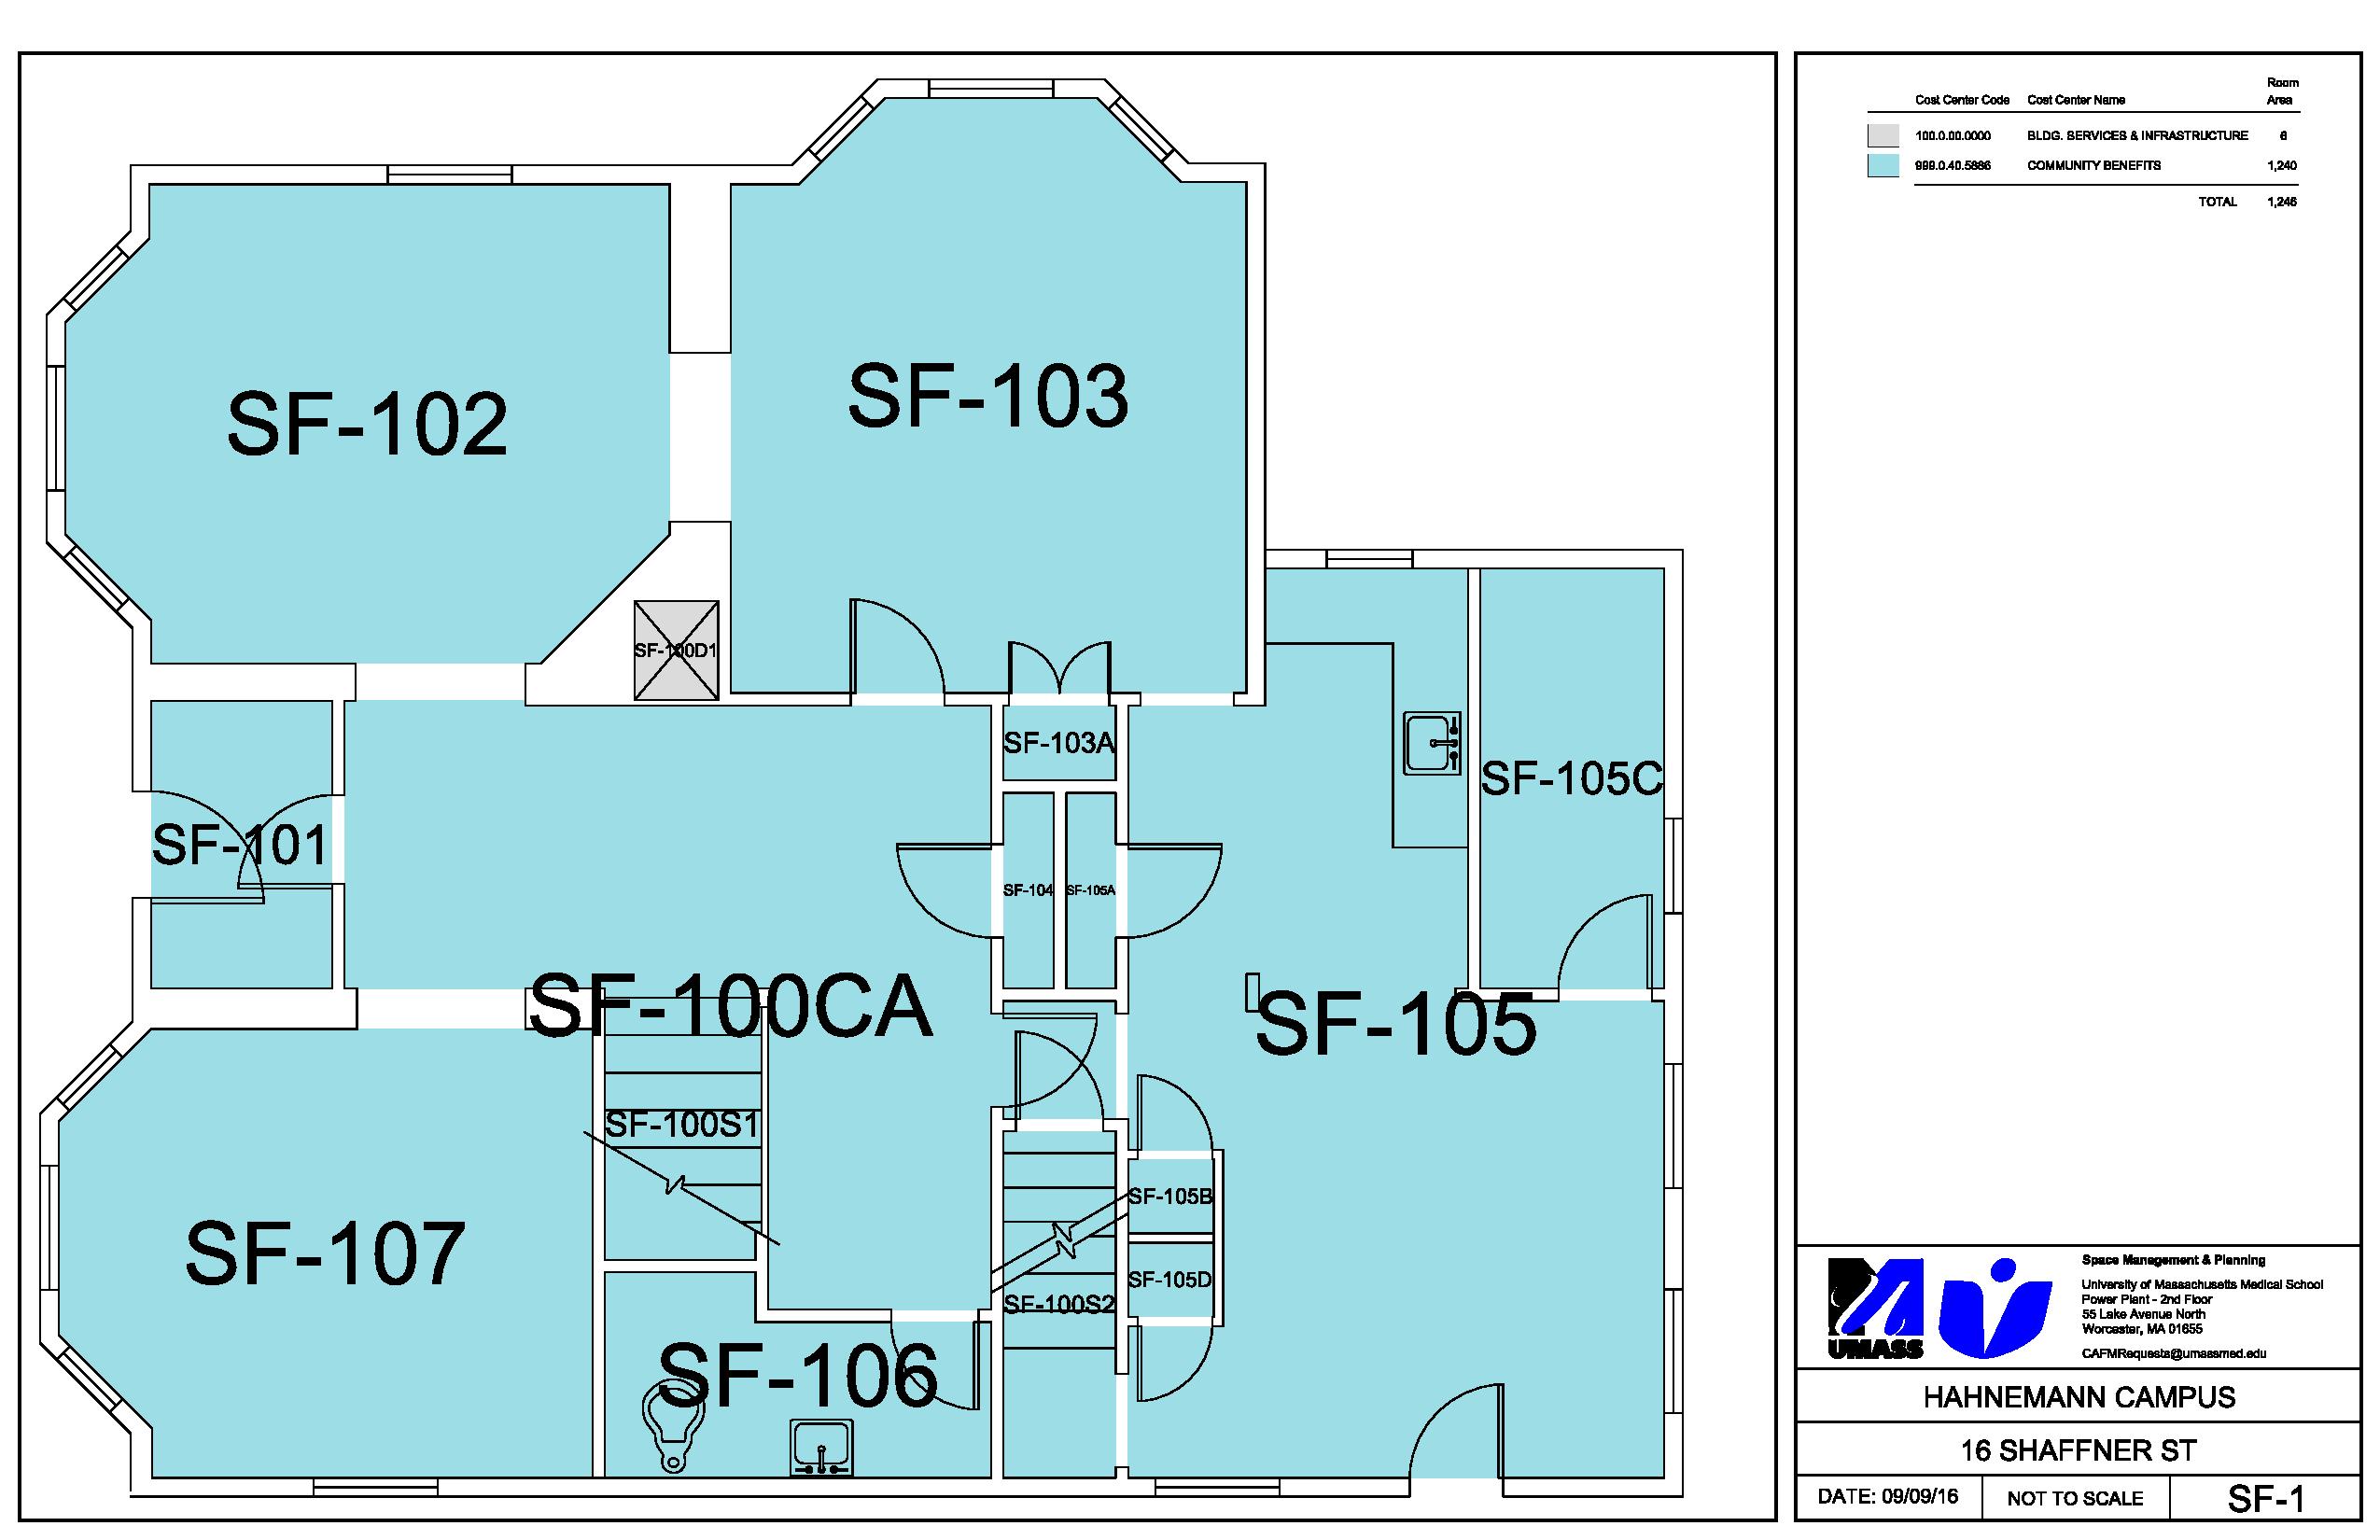 SF-102
SF-103
SF-100D1
SF-103A
SF-105C
SF-101
SF-104
SF-105A
SF-100CA
SF-105
SF-100S1
SF-105B
SF-107
SF-105D
SF-100S2
SF-106
Room
Cost Center Code Cost Center Name Area
100.0.00.0000 BLDG. SERVICES & INFRASTRUCTURE 6
999.0.40.5886 COMMUNITY BENEFITS 1,240
TOTAL 1,246
UMASS
Space Management & Planning
University of Massachusetts Medical School
Power Plant - 2nd Floor
55 Lake Avenue North
Worcester, MA 01655
CAFMRequests@umassmed.edu
HAHNEMANN CAMPUS
16 SHAFFNER ST
DATE: 09/09/16 NOT TO SCALE SF-1